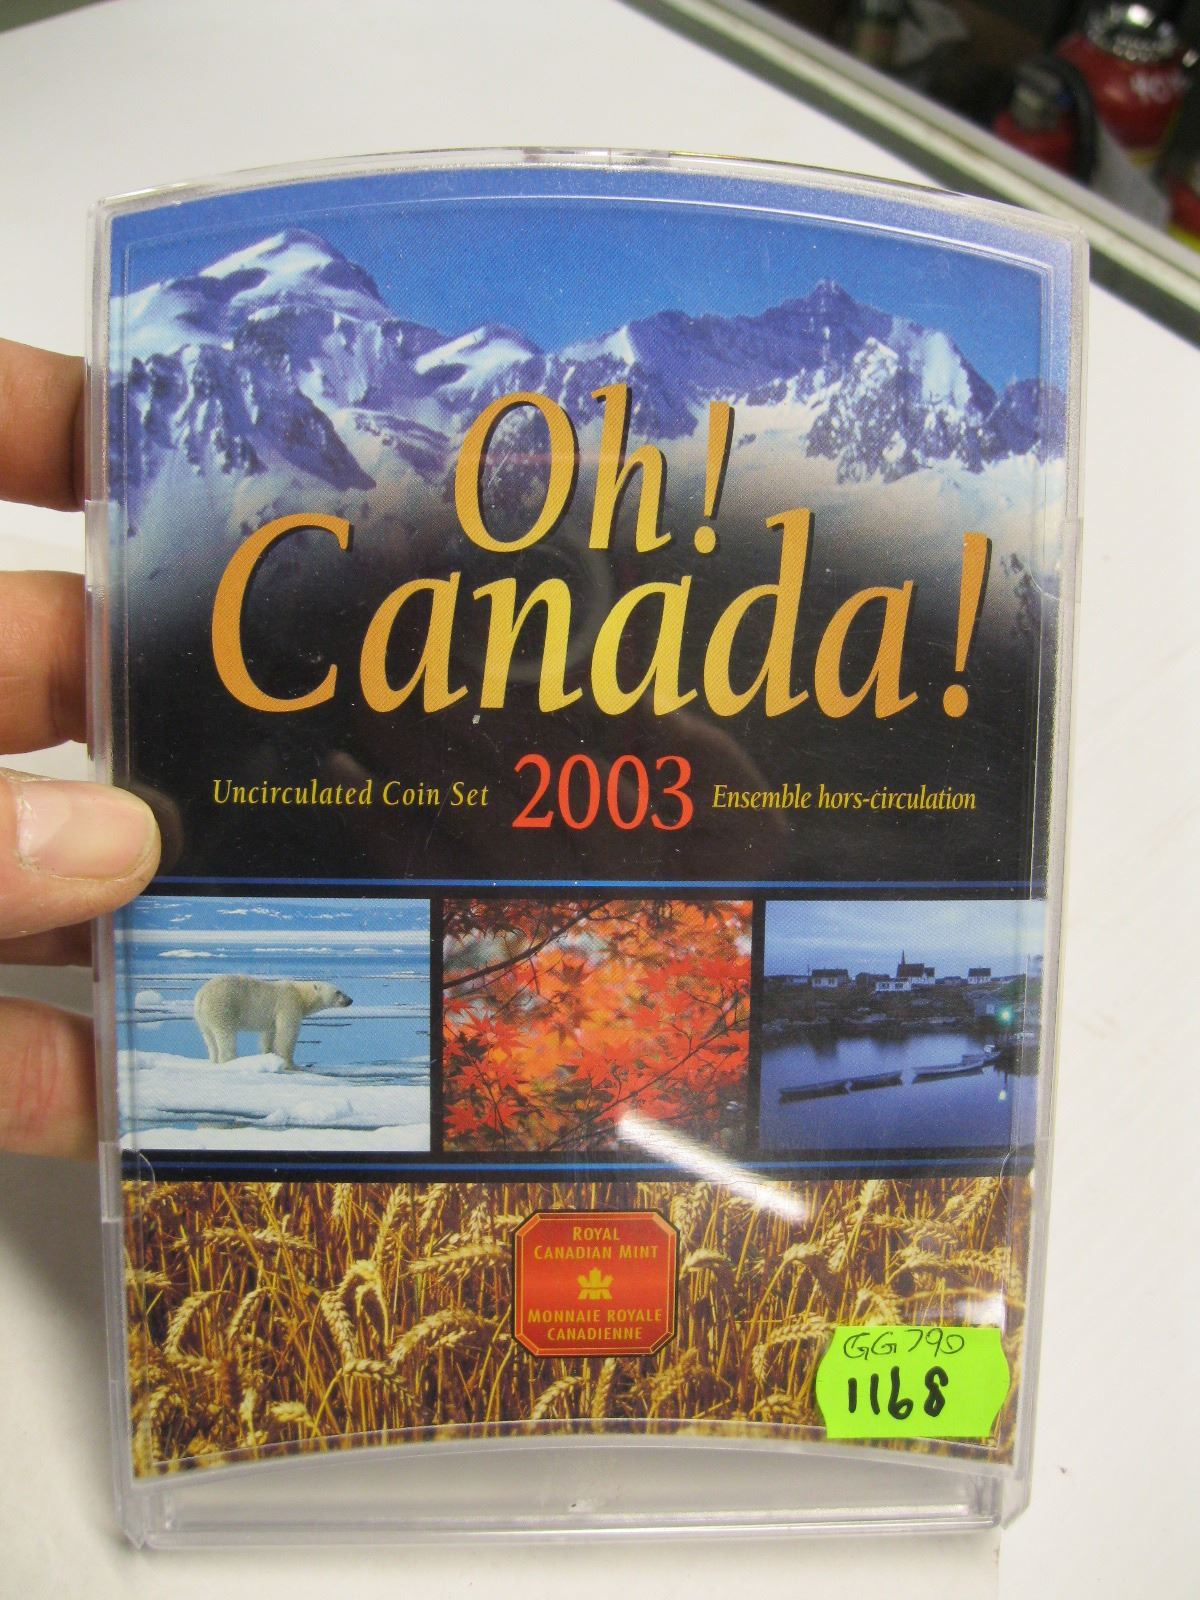 Oh!
Canada!
Uncirculated Coin Set 2003 Ensemble hors-circulation
ROYAL
CANADIAN MINT
MONNAIE ROYALE
CANADIENNE
GG790
1168